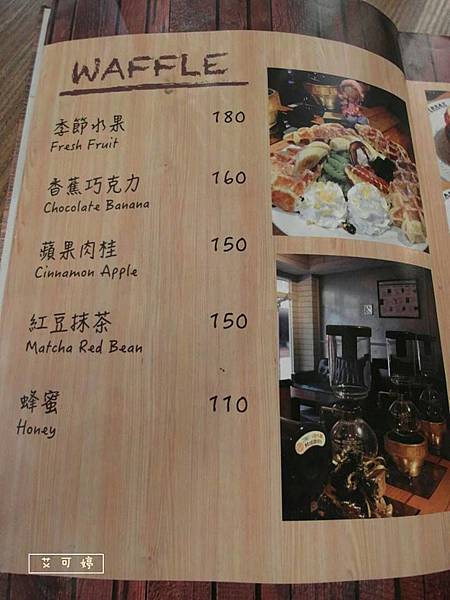 WAFFLE
季節水果 180
Fresh Fruit
香蕉巧克力 160
Chocolate Banana
蘋果肉桂 150
Cinnamon Apple
紅豆抹茶 150
Matcha Red Bean
蜂蜜 110
Honey
艾可婷